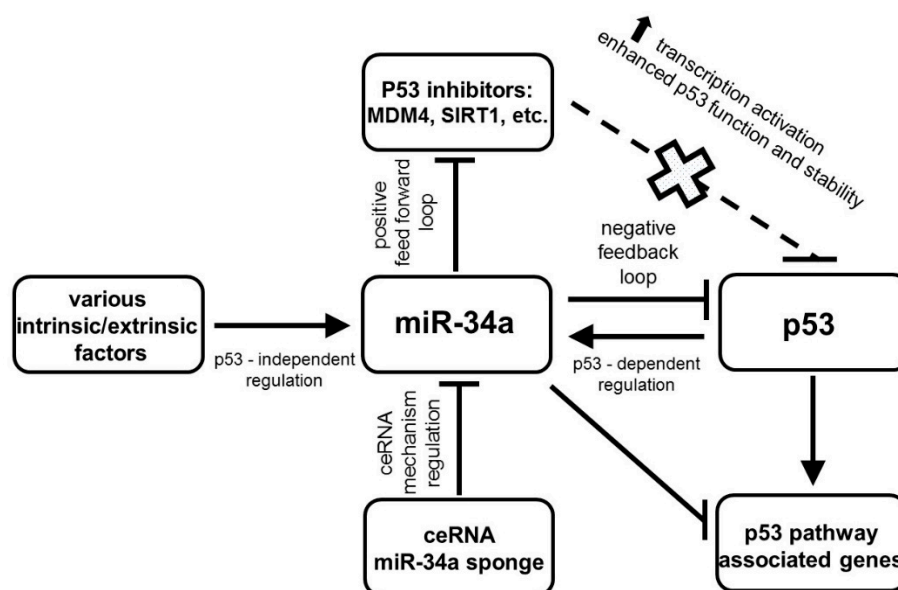 transcription activation
enhanced p53 function and stability
P53 inhibitors:
MDM4, SIRT1, etc.
positive
feed forward
loop
negative
feedback
loop
various
intrinsic/extrinsic
factors
miR-34a
p53
p53 - independent
regulation
p53 - dependent
regulation
ceRNA
mechanism
regulation
ceRNA
miR-34a sponge
p53 pathway
associated genes